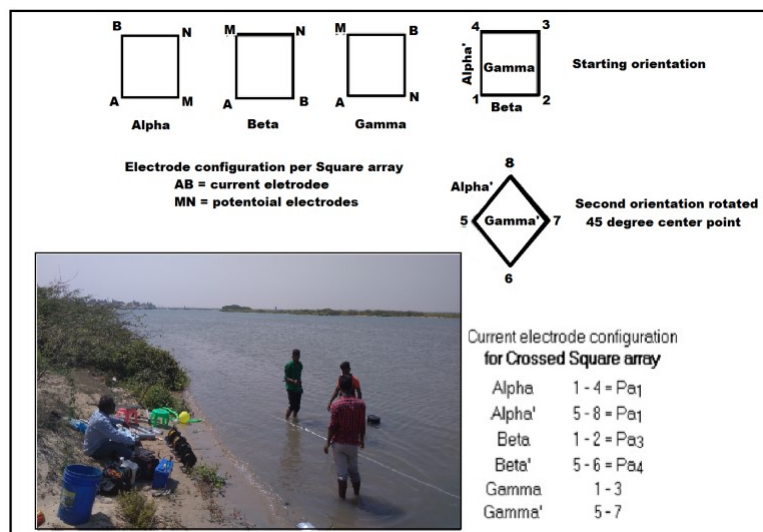 B N M N M B 4 3
Alpha' Gamma Starting orientation
A M A B A N 1 2
Alpha Beta Gamma Beta
Electrode configuration per Square array
AB = current eletrodee
MN = potentoial electrodes
8
Alpha'
5 Gamma' 7
6
Second orientation rotated
45 degree center point
Current electrode configuration
for Crossed Square array
Alpha 1 - 4 = Pa1
Alpha' 5 - 8 = Pa1
Beta 1 - 2 = Pa3
Beta' 5 - 6 = Pa4
Gamma 1 - 3
Gamma' 5 - 7